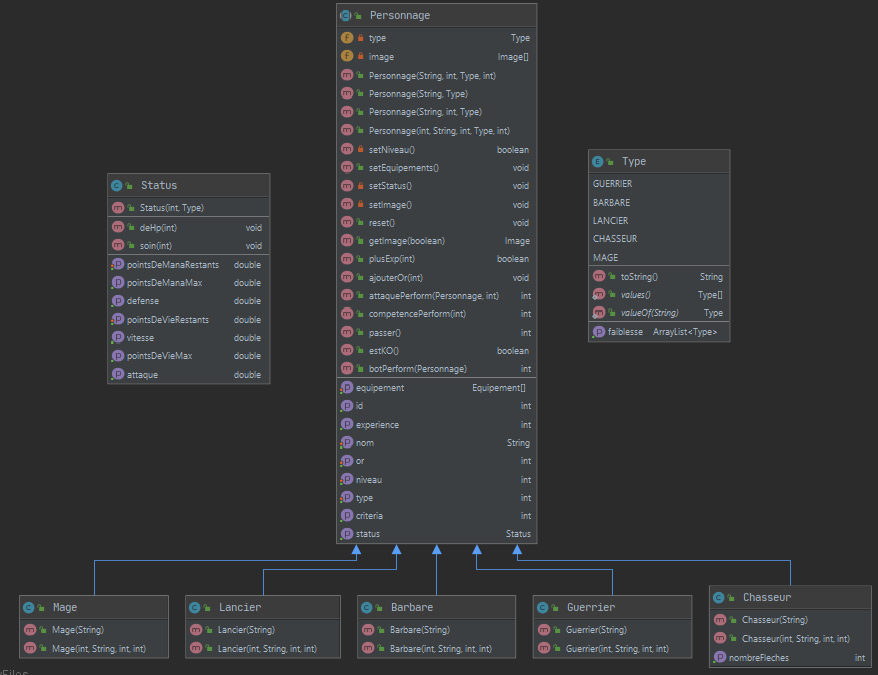 Personnage
type Type
image Image[]
Personnage(String, int, Type, int)
Personnage(String, Type)
Personnage(String, int, Type)
Personnage(int, String, int, Type, int)
setNiveau() boolean
setEquipements() void
setStatus() void
setImage() void
reset() void
getImage(boolean) Image
plusExp(int) boolean
ajouterOr(int) void
attaquePerform(Personnage, int) int
competencePerform(int) int
passer() int
estKO() boolean
botPerform(Personnage) int
equipement Equipement[]
id int
experience int
nom String
or int
niveau int
type int
criteria int
status Status
Status
Status(int, Type)
deHp(int) void
soin(int) void
pointsDeManaRestants double
pointsDeManaMax double
defense double
pointsDeVieRestants double
vitesse double
pointsDeVieMax double
attaque double
Type
GUERRIER
BARBARE
LANCIER
CHASSEUR
MAGE
toString() String
values() Type[]
valueOf(String) Type
faiblesse ArrayList<Type>
Mage
Mage(String)
Mage(int, String, int, int)
Lancier
Lancier(String)
Lancier(int, String, int, int)
Barbare
Barbare(String)
Barbare(int, String, int, int)
Guerrier
Guerrier(String)
Guerrier(int, String, int, int)
Chasseur
Chasseur(String)
Chasseur(int, String, int, int)
nombreFleches int